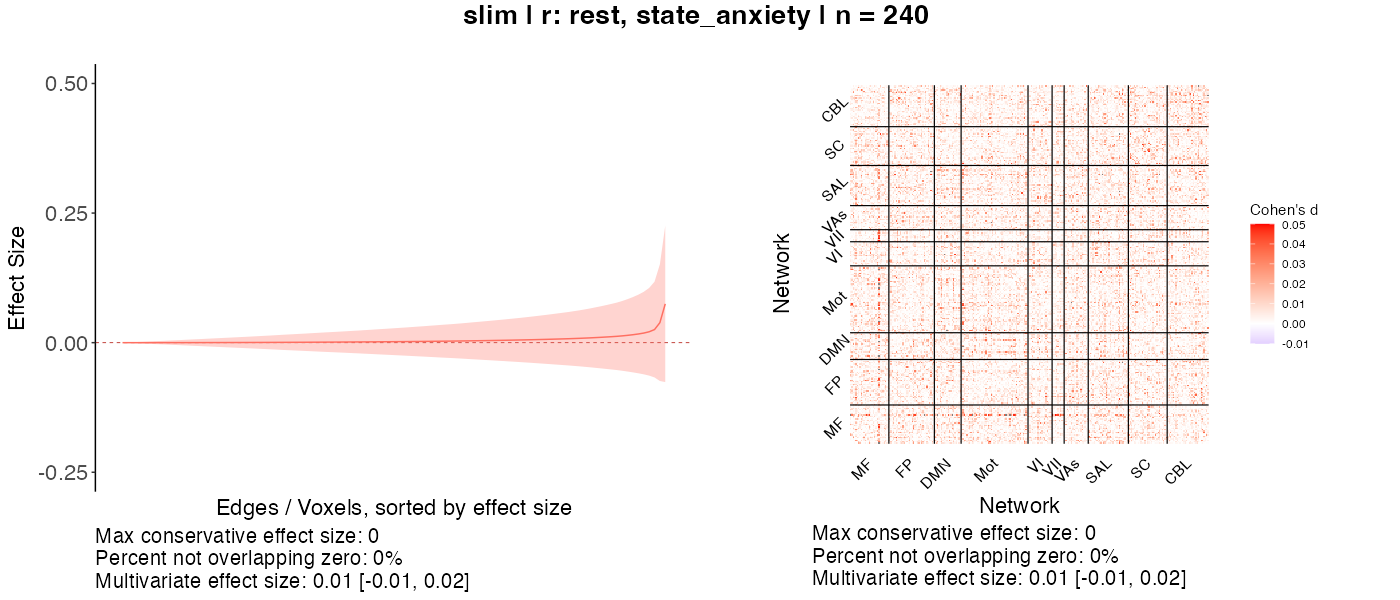 slim | r: rest, state_anxiety | n = 240
0.50
0.25
0.00
-0.25
Effect Size
Edges / Voxels, sorted by effect size
Max conservative effect size: 0
Percent not overlapping zero: 0%
Multivariate effect size: 0.01 [-0.01, 0.02]
Network
CBL
SC
SAL
VAs
VII
VI
Mot
DMN
FP
MF
MF
FP
DMN
Mot
VI
VII
VAs
SAL
SC
CBL
Network
Max conservative effect size: 0
Percent not overlapping zero: 0%
Multivariate effect size: 0.01 [-0.01, 0.02]
Cohen's d
0.05
0.04
0.03
0.02
0.01
0.00
-0.01